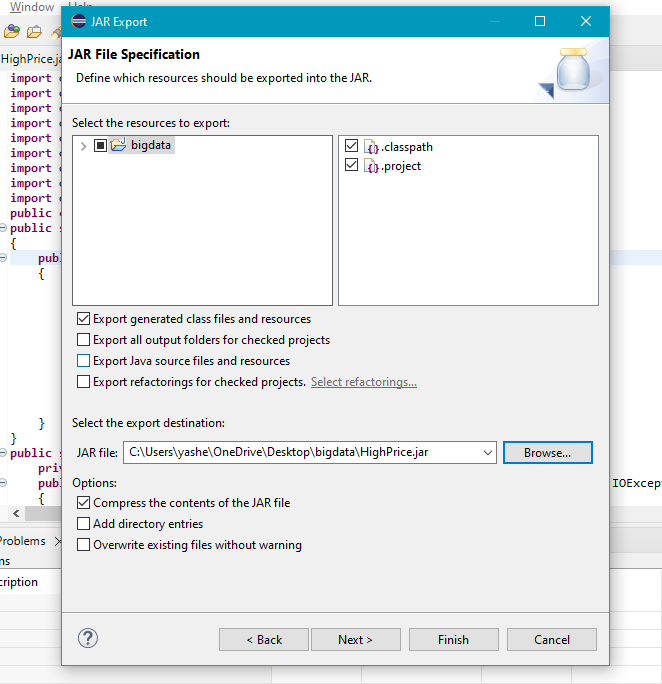 Window
JAR Export
HighPrice.ja
JAR File Specification
Define which resources should be exported into the JAR.
import
import
import
import
import
import
import
import
import
public
public s
{
publ
{
}
}
public s
priv
publ
{
IOExcept
Select the resources to export:
bigdata
.classpath
.project
Export generated class files and resources
Export all output folders for checked projects
Export Java source files and resources
Export refactorings for checked projects. Select refactorings...
Select the export destination:
JAR file: C:\Users\yashe\OneDrive\Desktop\bigdata\HighPrice.jar
Browse...
Options:
Compress the contents of the JAR file
Add directory entries
Overwrite existing files without warning
Problems
ms
cription
< Back
Next >
Finish
Cancel